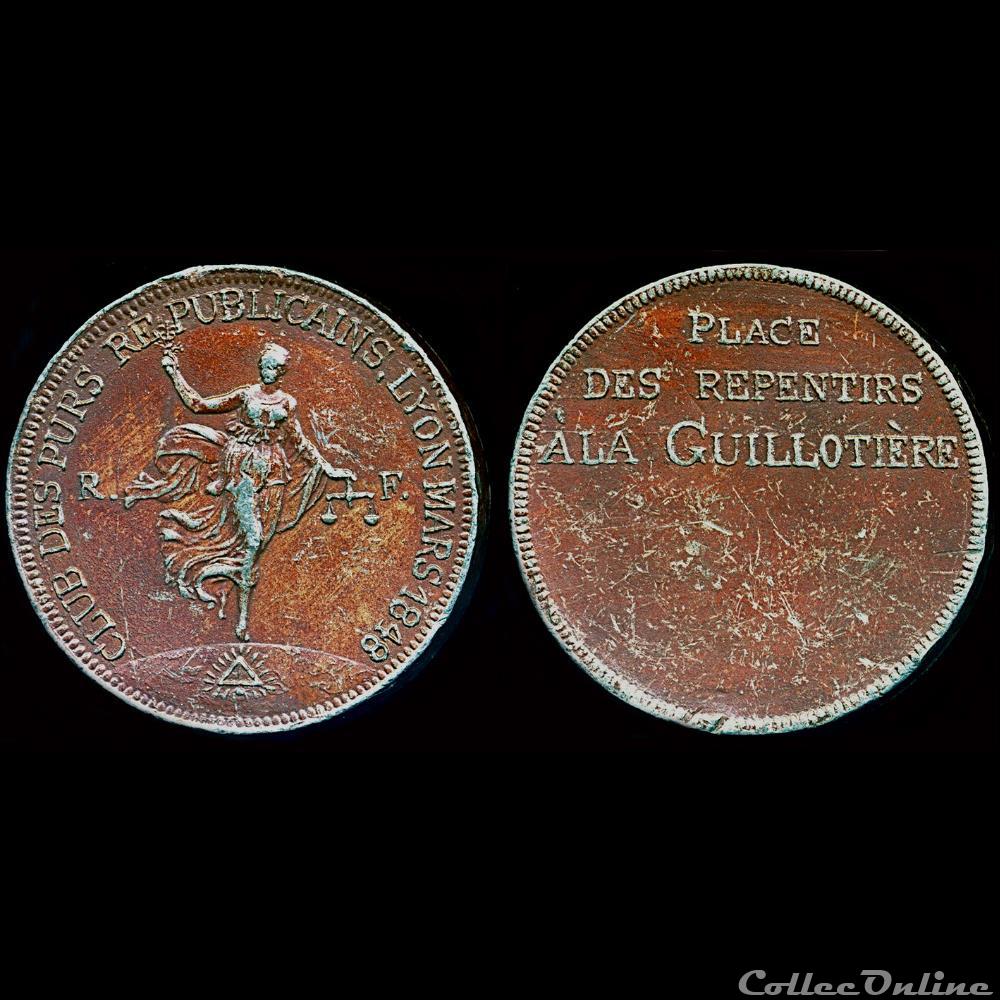 CLUB DES PURS RÉPUBLICAINS, LYON MARS 1848
R. F.
PLACE
DES REPENTIRS
À LA GUILLOTIÈRE
CollecOnline